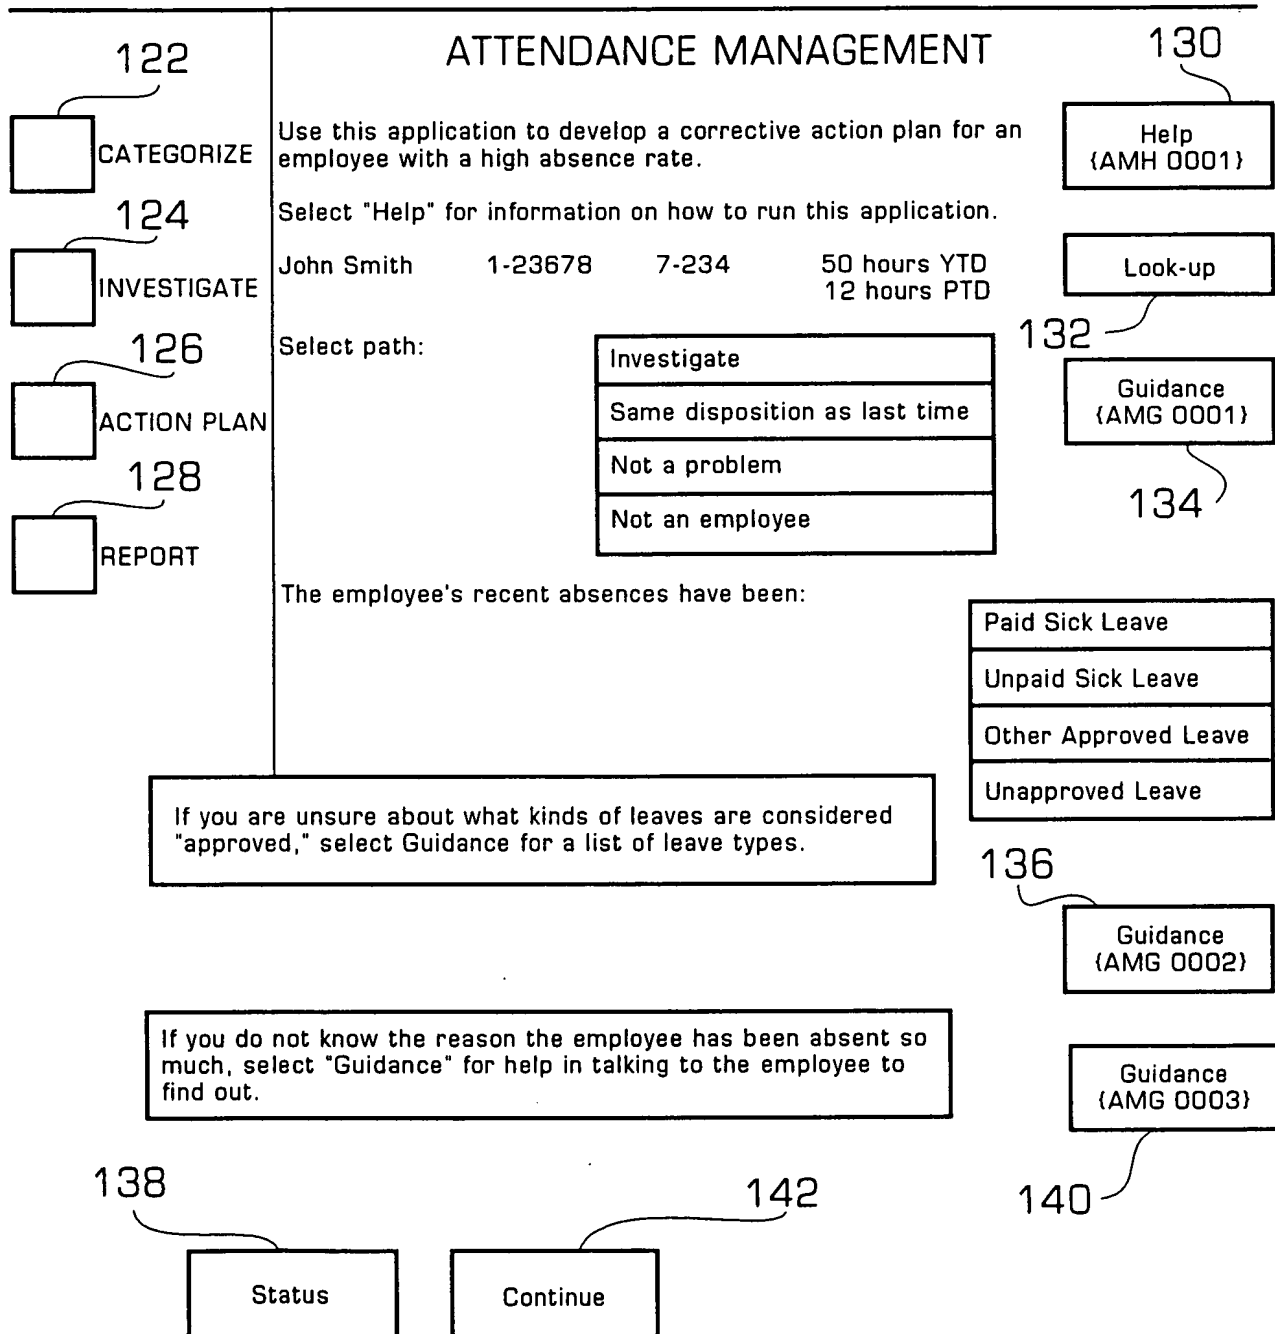 ATTENDANCE MANAGEMENT
122
CATEGORIZE
124
INVESTIGATE
126
ACTION PLAN
128
REPORT
Use this application to develop a corrective action plan for an
employee with a high absence rate.
Select "Help" for information on how to run this application.
John Smith 1-23678 7-234 50 hours YTD
12 hours PTD
Select path:
Investigate
Same disposition as last time
Not a problem
Not an employee
130
Help
(AMH 0001)
Look-up
132
Guidance
(AMG 0001)
134
The employee's recent absences have been:
Paid Sick Leave
Unpaid Sick Leave
Other Approved Leave
Unapproved Leave
If you are unsure about what kinds of leaves are considered
"approved," select Guidance for a list of leave types.
136
Guidance
(AMG 0002)
If you do not know the reason the employee has been absent so
much, select "Guidance" for help in talking to the employee to
find out.
Guidance
(AMG 0003)
140
138
Status
142
Continue